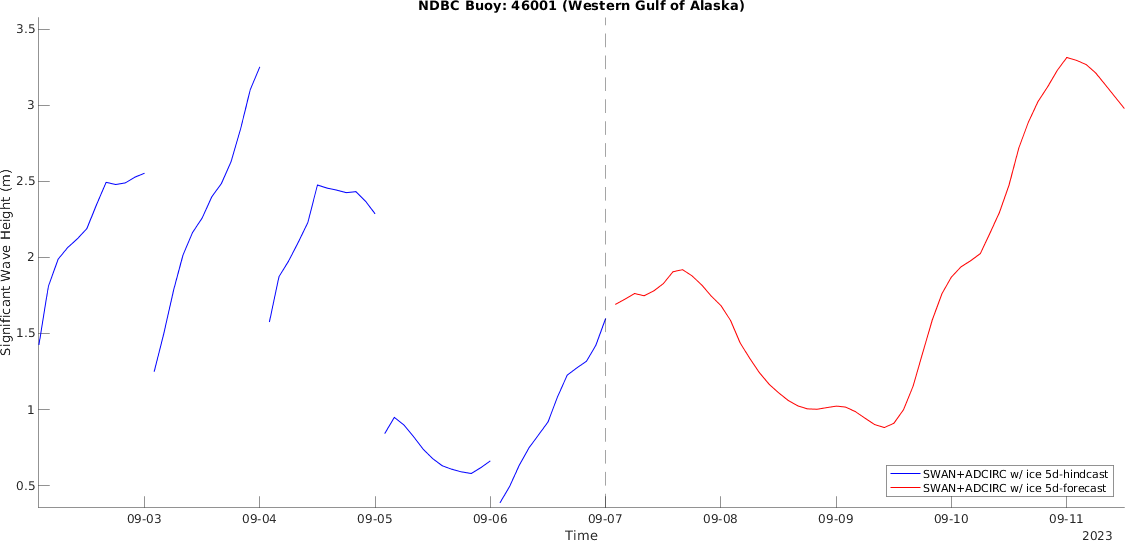 NDBC Buoy: 46001 (Western Gulf of Alaska)
3.5
3
2.5
2
1.5
1
0.5
Significant Wave Height (m)
SWAN+ADCIRC w/ ice 5d-hindcast
SWAN+ADCIRC w/ ice 5d-forecast
09-03 09-04 09-05 09-06 09-07 09-08 09-09 09-10 09-11
Time
2023